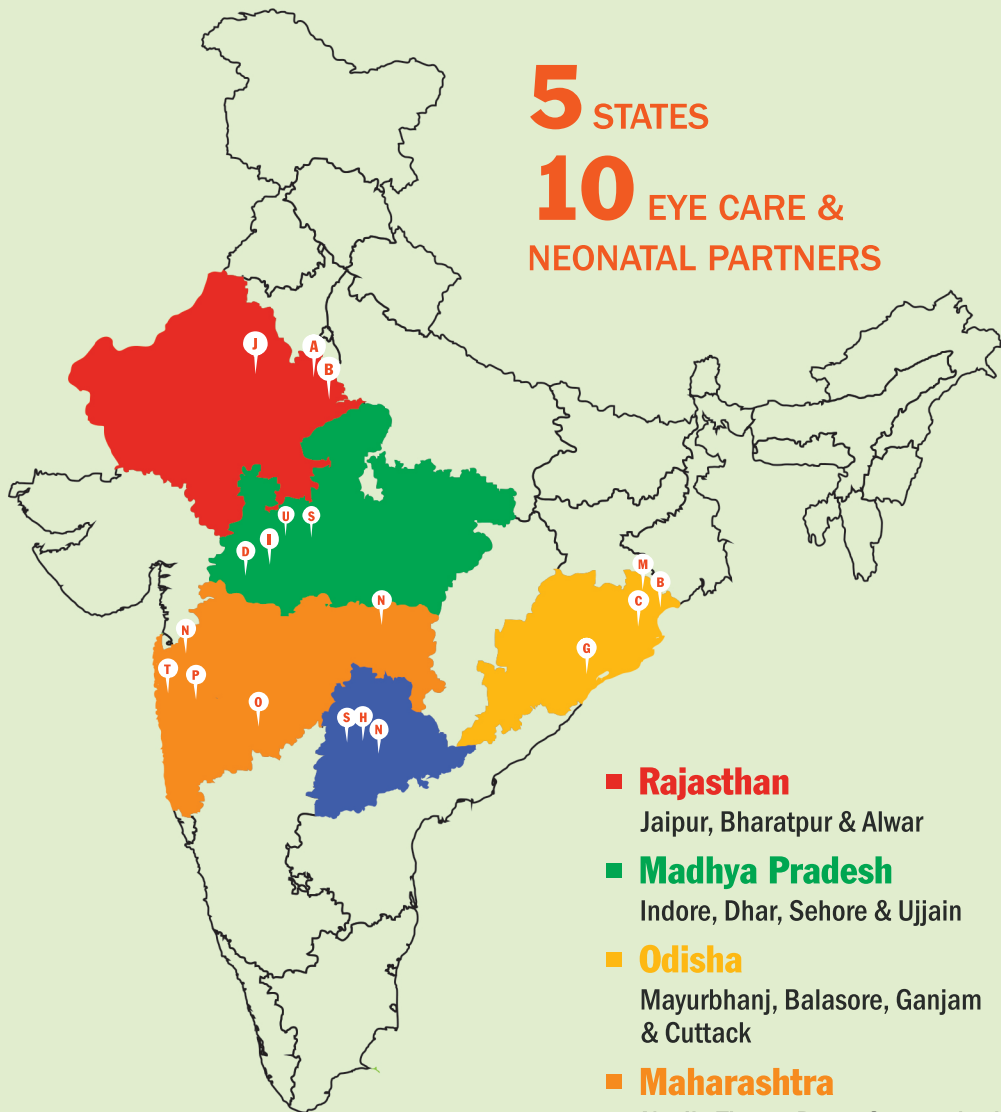 5 STATES
10 EYE CARE &
NEONATAL PARTNERS
J
A
B
U
S
I
D
N
M
B
C
G
N
T
P
O
S
H
N
Rajasthan
Jaipur, Bharatpur & Alwar
Madhya Pradesh
Indore, Dhar, Sehore & Ujjain
Odisha
Mayurbhanj, Balasore, Ganjam
& Cuttack
Maharashtra